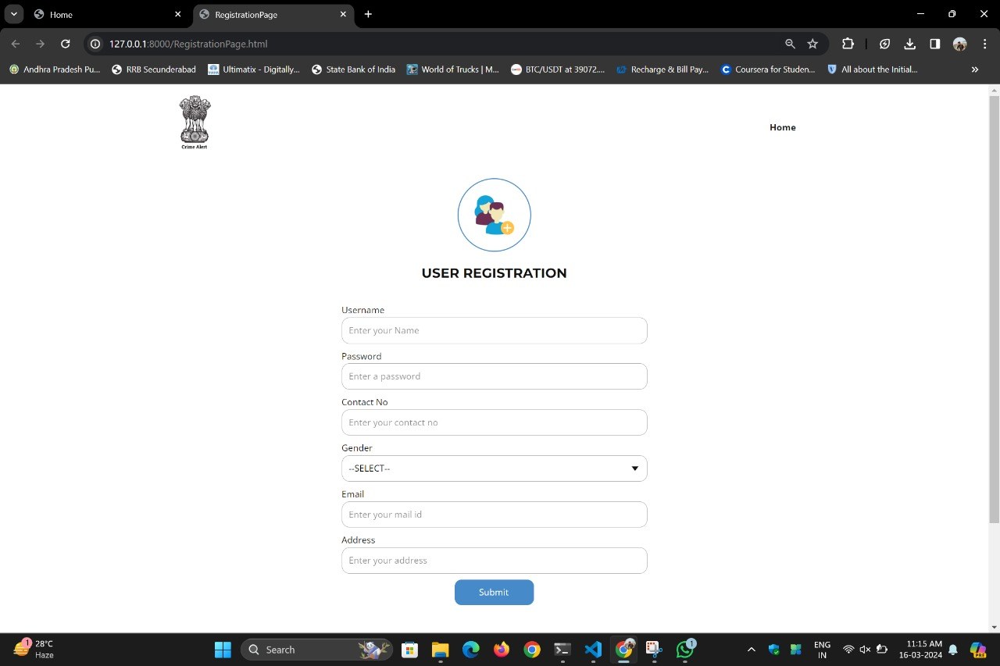 Home
RegistrationPage
127.0.0.1:8000/RegistrationPage.html
Andhra Pradesh Pu...
RRB Secunderabad
Ultimatix - Digitally...
State Bank of India
World of Trucks | M...
BTC/USDT at 39072....
Recharge & Bill Pay...
Coursera for Studen...
All about the Initial...
Crime Alert
Home
USER REGISTRATION
Username
Enter your Name
Password
Enter a password
Contact No
Enter your contact no
Gender
--SELECT--
Email
Enter your mail id
Address
Enter your address
Submit
1
28°C
Haze
Search
1
ENG
IN
11:15 AM
16-03-2024
PRE